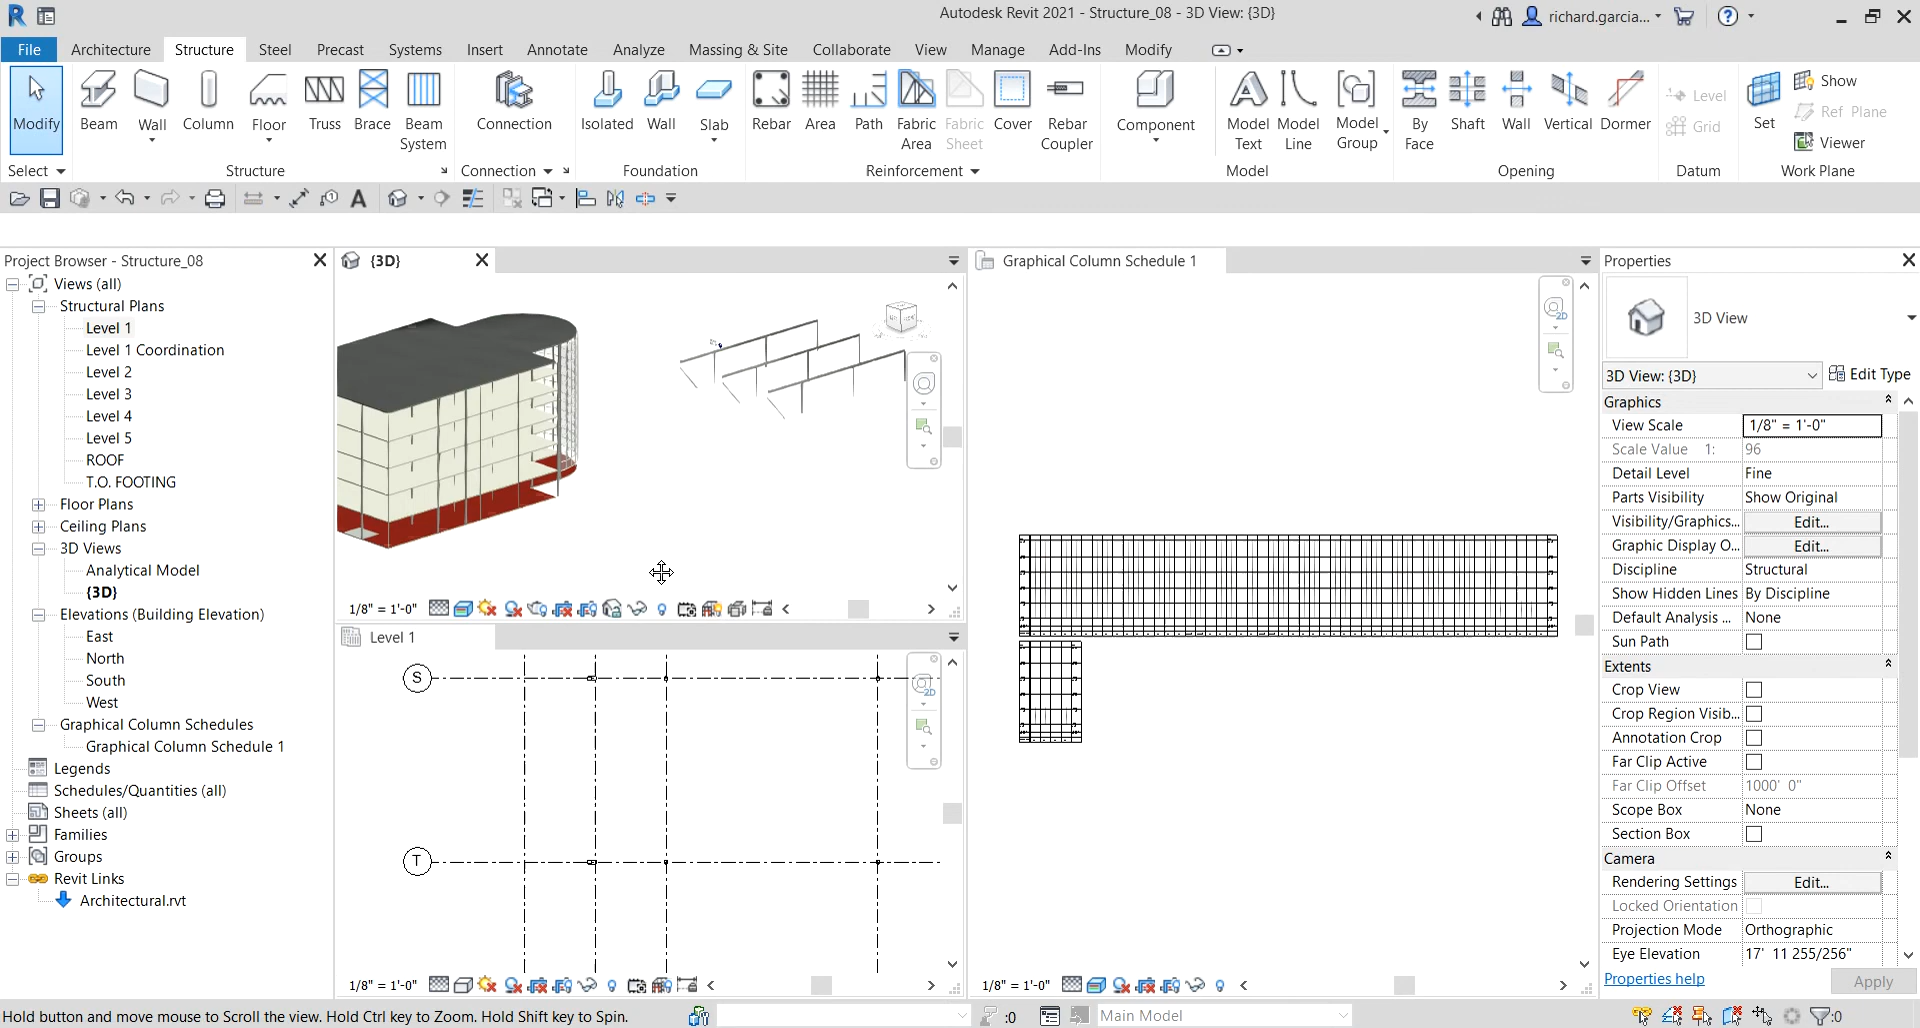 Autodesk Revit 2021 - Structure_08 - 3D View: {3D}
richard.garcia...
File Architecture Structure Steel Precast Systems Insert Annotate Analyze Massing & Site Collaborate View Manage Add-Ins Modify
Modify Beam Wall Column Floor Truss Brace Beam System Connection Isolated Wall Slab Rebar Area Path Fabric Area Fabric Sheet Cover Rebar Coupler Component Model Text Model Line Model Group By Face Shaft Wall Vertical Dormer Level Grid Set Show Ref Plane Viewer
Select Structure Connection Foundation Reinforcement Model Opening Datum Work Plane
Project Browser - Structure_08
Views (all)
Structural Plans
Level 1
Level 1 Coordination
Level 2
Level 3
Level 4
Level 5
ROOF
T.O. FOOTING
Floor Plans
Ceiling Plans
3D Views
Analytical Model
{3D}
Elevations (Building Elevation)
East
North
South
West
Graphical Column Schedules
Graphical Column Schedule 1
Legends
Schedules/Quantities (all)
Sheets (all)
Families
Groups
Revit Links
Architectural.rvt
{3D}
1/8" = 1'-0"
Level 1
S
T
2D
1/8" = 1'-0"
Graphical Column Schedule 1
2D
1/8" = 1'-0"
Properties
3D View
3D View: {3D} Edit Type
Graphics
View Scale 1/8" = 1'-0"
Scale Value 1: 96
Detail Level Fine
Parts Visibility Show Original
Visibility/Graphics... Edit...
Graphic Display O... Edit...
Discipline Structural
Show Hidden Lines By Discipline
Default Analysis ... None
Sun Path
Extents
Crop View
Crop Region Visib...
Annotation Crop
Far Clip Active
Far Clip Offset 1000' 0"
Scope Box None
Section Box
Camera
Rendering Settings Edit...
Locked Orientation
Projection Mode Orthographic
Eye Elevation 17' 11 255/256"
Properties help Apply
Hold button and move mouse to Scroll the view. Hold Ctrl key to Zoom. Hold Shift key to Spin. :0 Main Model :0